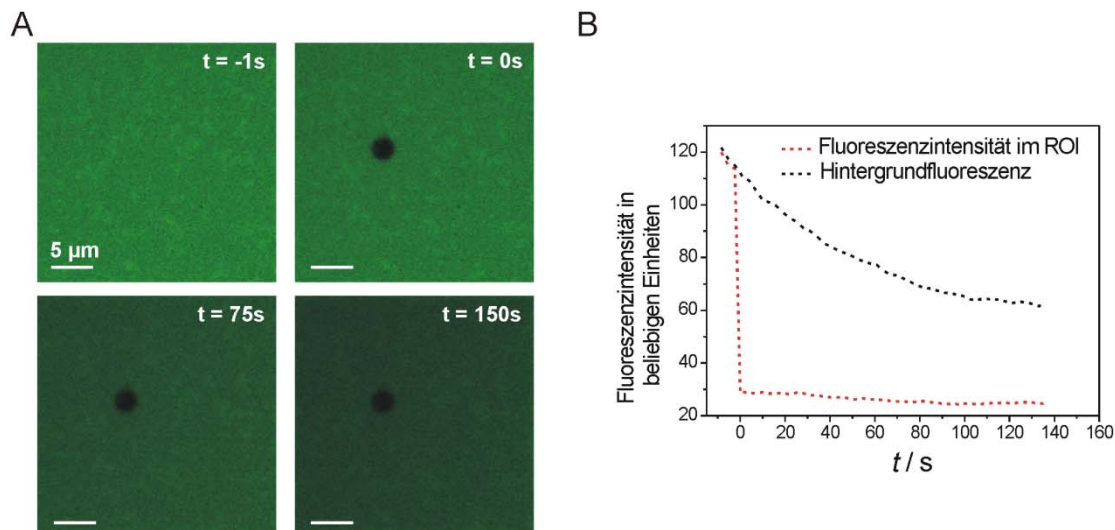 A
t = -1s
5 µm
t = 0s
t = 75s
t = 150s
B
Fluoreszenzintensität in
beliebigen Einheiten
120
100
80
60
40
20
Fluoreszenzintensität im ROI
Hintergrundfluoreszenz
0 20 40 60 80 100 120 140 160
t / s